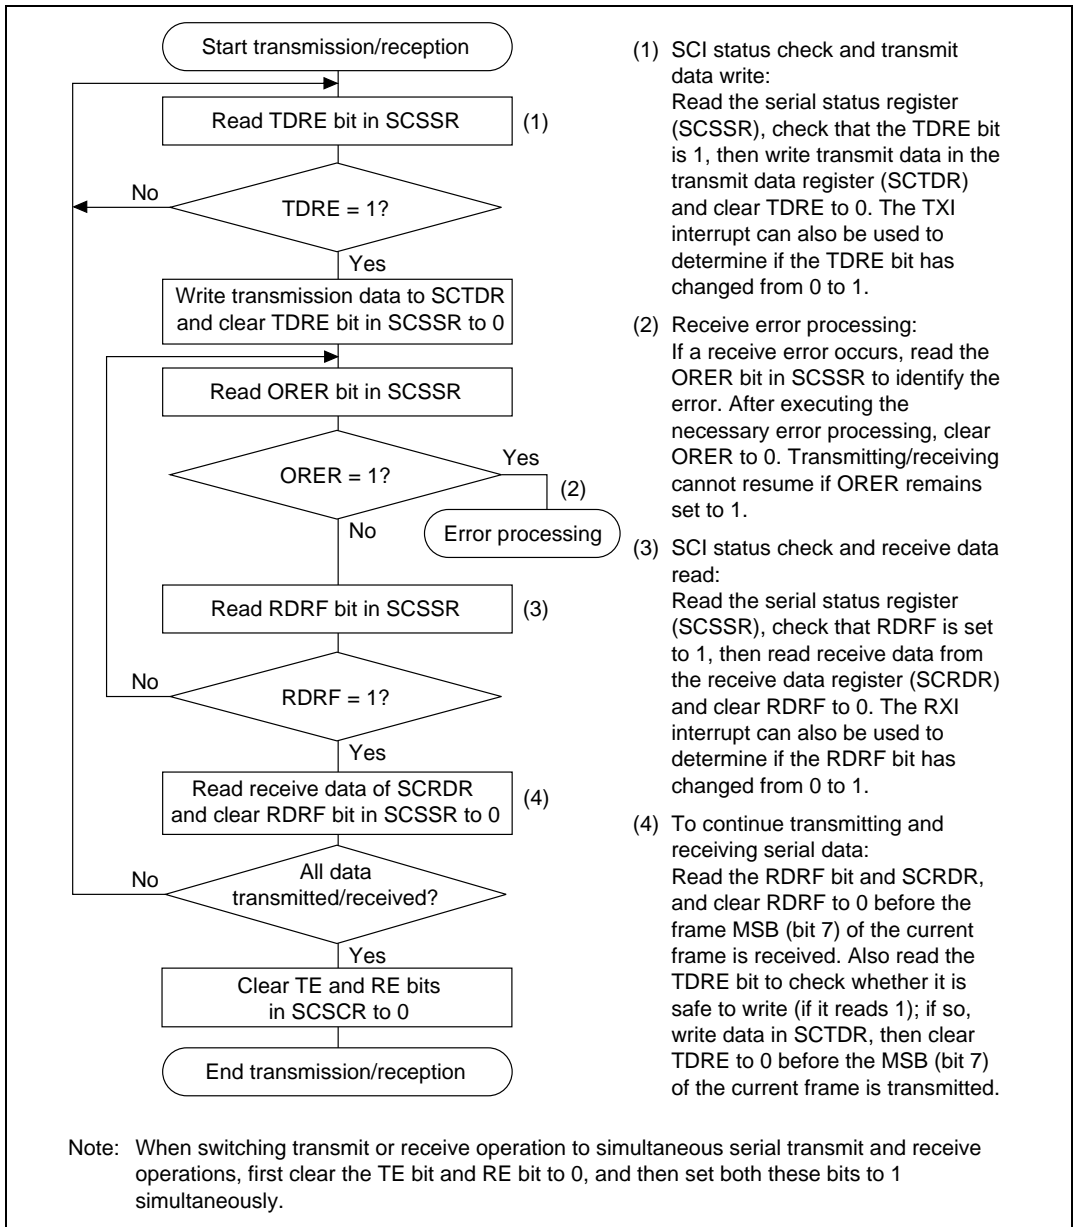 Start transmission/reception
Read TDRE bit in SCSSR
(1)
No
TDRE = 1?
Yes
Write transmission data to SCTDR
and clear TDRE bit in SCSSR to 0
Read ORER bit in SCSSR
ORER = 1?
Yes
(2)
No
Error processing
Read RDRF bit in SCSSR
(3)
No
RDRF = 1?
Yes
Read receive data of SCRDR
and clear RDRF bit in SCSSR to 0
(4)
All data
No
transmitted/received?
Yes
Clear TE and RE bits
in SCSCR to 0
End transmission/reception
(1) SCI status check and transmit
data write:
Read the serial status register
(SCSSR), check that the TDRE bit
is 1, then write transmit data in the
transmit data register (SCTDR)
and clear TDRE to 0. The TXI
interrupt can also be used to
determine if the TDRE bit has
changed from 0 to 1.
(2) Receive error processing:
If a receive error occurs, read the
ORER bit in SCSSR to identify the
error. After executing the
necessary error processing, clear
ORER to 0. Transmitting/receiving
cannot resume if ORER remains
set to 1.
(3) SCI status check and receive data
read:
Read the serial status register
(SCSSR), check that RDRF is set
to 1, then read receive data from
the receive data register (SCRDR)
and clear RDRF to 0. The RXI
interrupt can also be used to
determine if the RDRF bit has
changed from 0 to 1.
(4) To continue transmitting and
receiving serial data:
Read the RDRF bit and SCRDR,
and clear RDRF to 0 before the
frame MSB (bit 7) of the current
frame is received. Also read the
TDRE bit to check whether it is
safe to write (if it reads 1); if so,
write data in SCTDR, then clear
TDRE to 0 before the MSB (bit 7)
of the current frame is transmitted.
Note: When switching transmit or receive operation to simultaneous serial transmit and receive
operations, first clear the TE bit and RE bit to 0, and then set both these bits to 1
simultaneously.